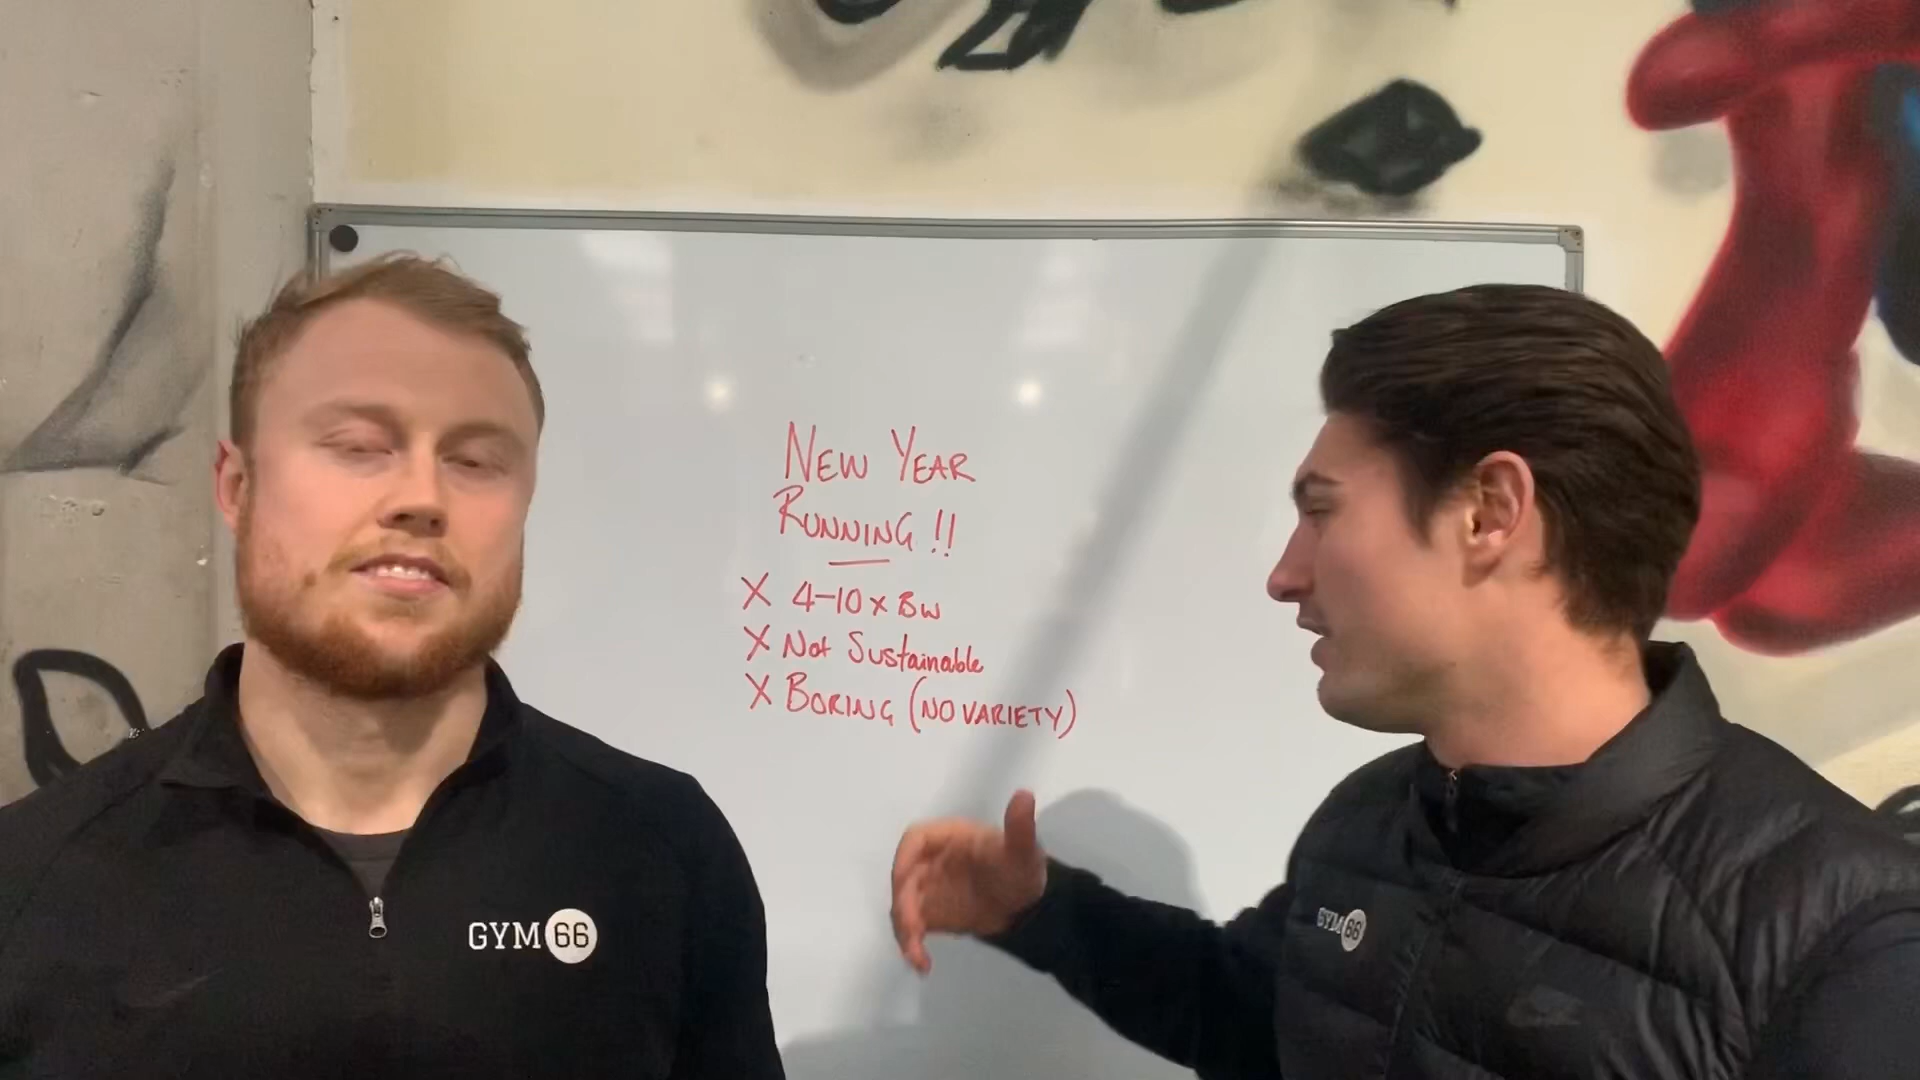 NEW YEAR
RUNNING !!
X 4-10 x BW
X Not Sustainable
X BORING (NO VARIETY)
GYM 66
GYM 66